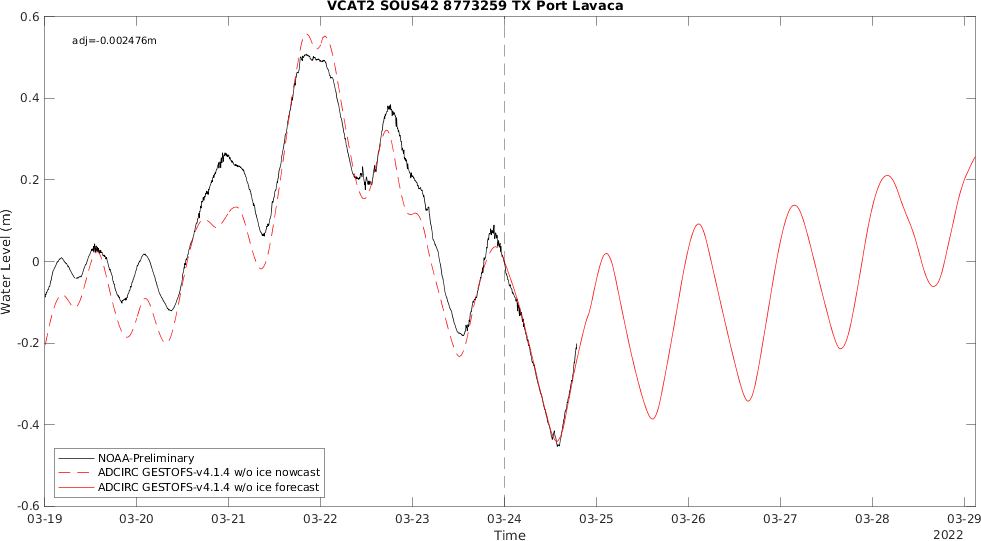 VCAT2 SOUS42 8773259 TX Port Lavaca
adj=-0.002476m
0.6
0.4
0.2
0
-0.2
-0.4
-0.6
Water Level (m)
NOAA-Preliminary
ADCIRC GESTOFS-v4.1.4 w/o ice nowcast
ADCIRC GESTOFS-v4.1.4 w/o ice forecast
03-19 03-20 03-21 03-22 03-23 03-24 03-25 03-26 03-27 03-28 03-29
Time
2022